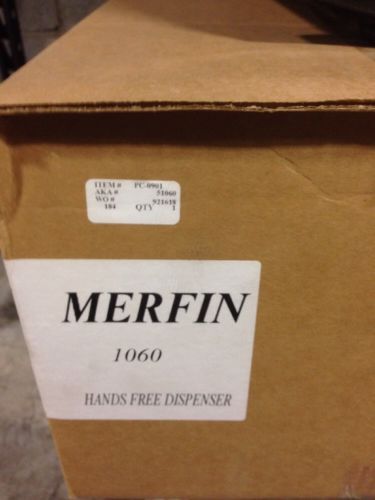 ITEM # PC-0901
AKA # 51060
WO # 921618
184 QTY 1
MERFIN
1060
HANDS FREE DISPENSER